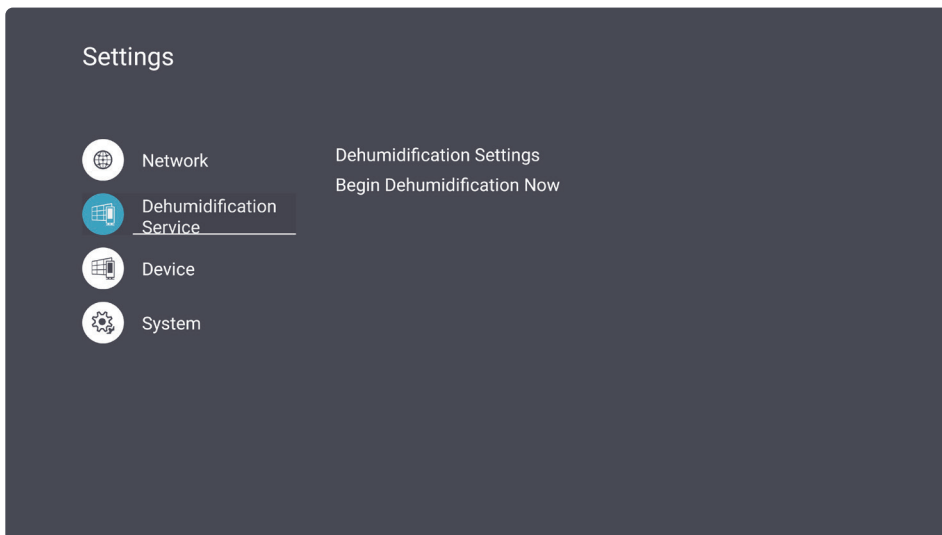 Settings
Network
Dehumidification
Service
Device
System
Dehumidification Settings
Begin Dehumidification Now